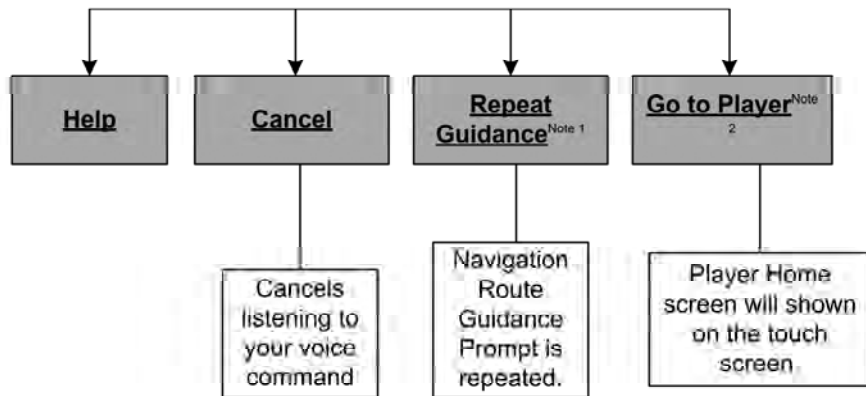 Help
Cancel
Repeat
Guidance Note 1
Go to Player Note
2
Cancels
listening to
your voice
command
Navigation
Route
Guidance
Prompt is
repeated.
Player Home
screen will shown
on the touch
screen